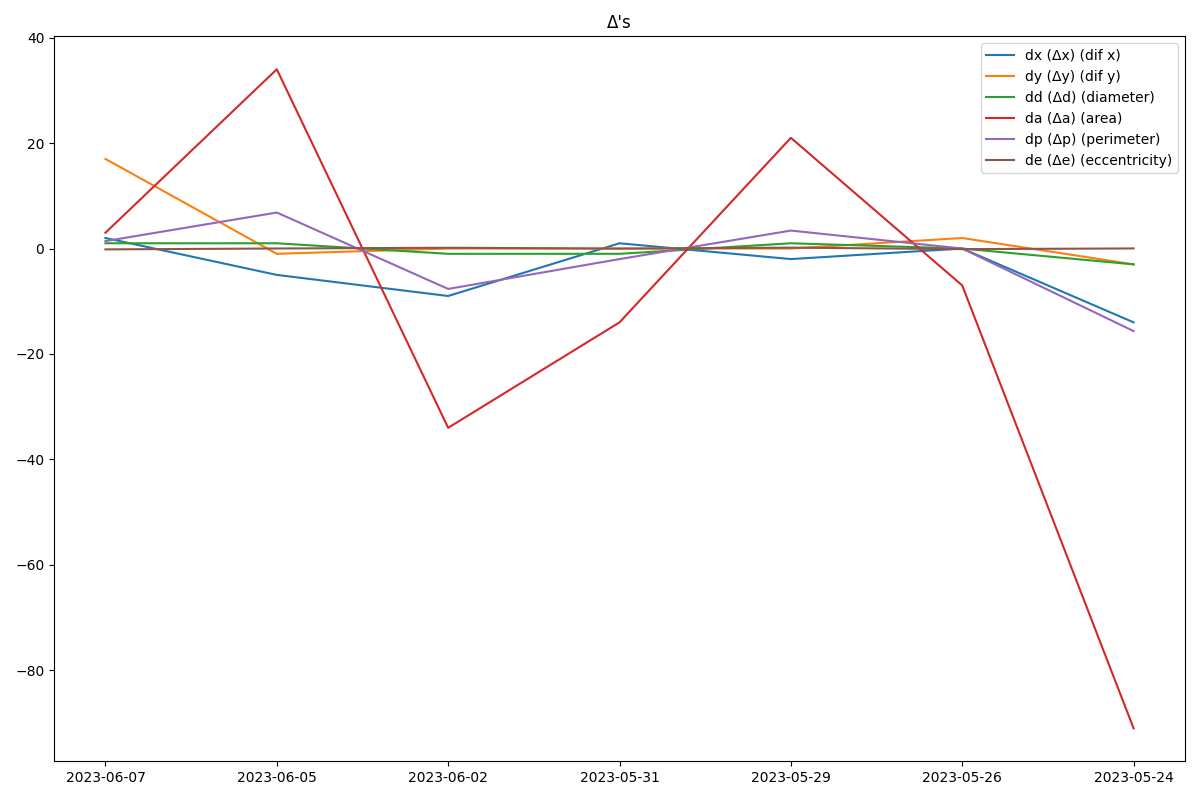 Δ's
40
20
0
−20
−40
−60
−80
dx (Δx) (dif x)
dy (Δy) (dif y)
dd (Δd) (diameter)
da (Δa) (area)
dp (Δp) (perimeter)
de (Δe) (eccentricity)
2023-06-07 2023-06-05 2023-06-02 2023-05-31 2023-05-29 2023-05-26 2023-05-24